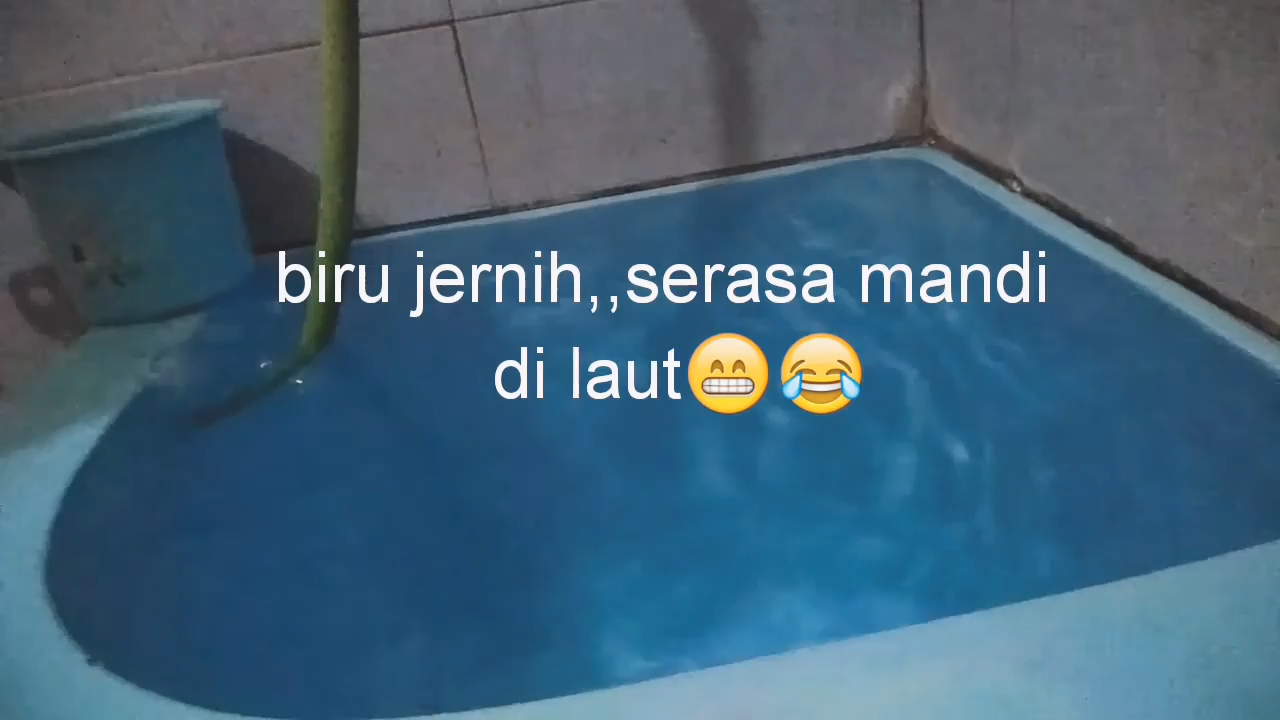 biru jernih,,serasa mandi
di laut😁😂